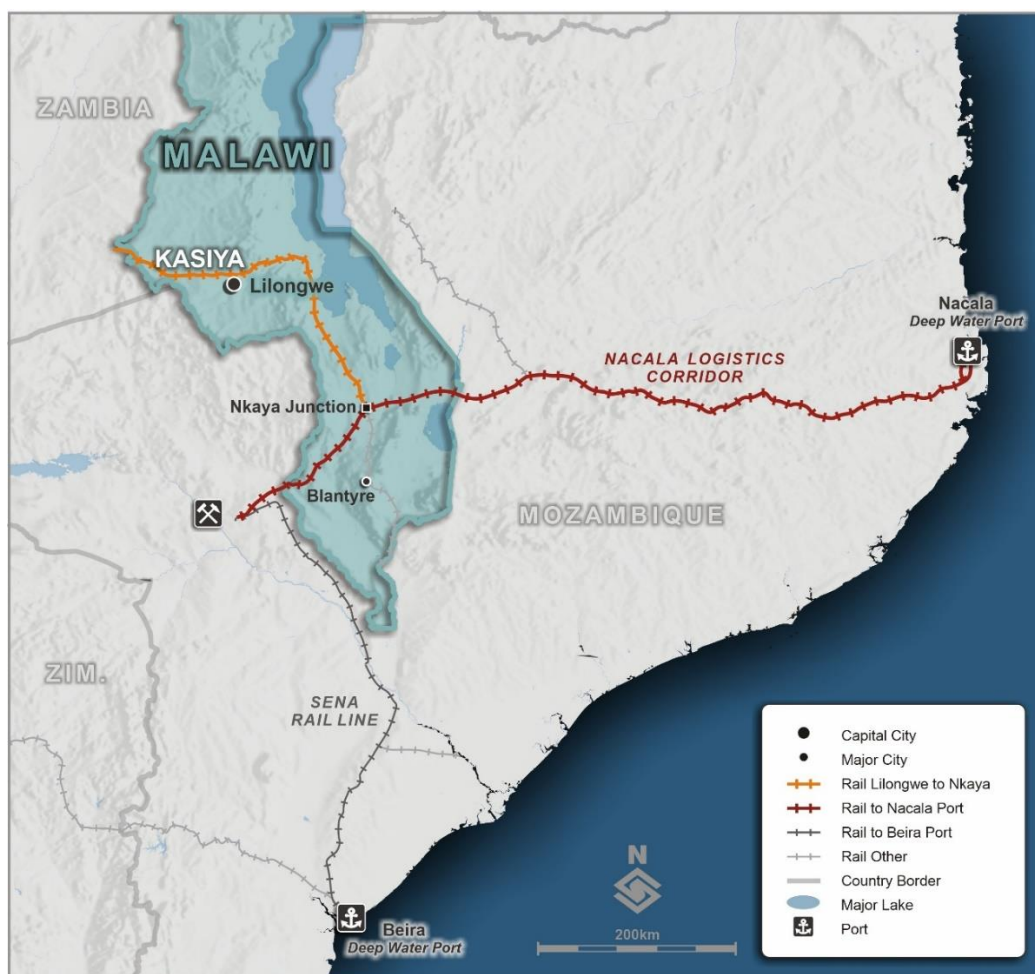 ZAMBIA
MALAWI
KASIYA
Lilongwe
Nacala
Deep Water Port
NACALA LOGISTICS
CORRIDOR
Nkaya Junction
Blantyre
MOZAMBIQUE
ZIM.
SENA
RAIL LINE
Beira
Deep Water Port
N
200km
Capital City
Major City
Rail Lilongwe to Nkaya
Rail to Nacala Port
Rail to Beira Port
Rail Other
Country Border
Major Lake
Port